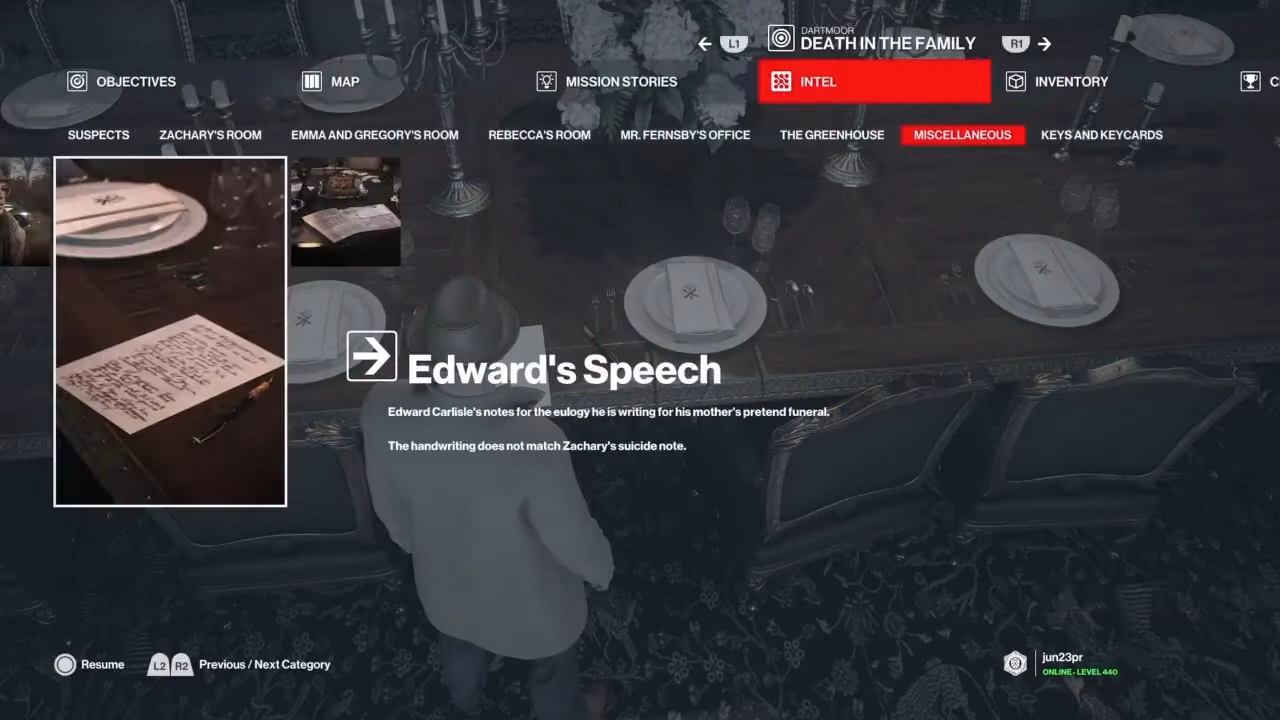 DARTMOOR
L1 DEATH IN THE FAMILY R1
OBJECTIVES MAP MISSION STORIES INTEL INVENTORY
SUSPECTS ZACHARY'S ROOM EMMA AND GREGORY'S ROOM REBECCA'S ROOM MR. FERNSBY'S OFFICE THE GREENHOUSE MISCELLANEOUS KEYS AND KEYCARDS
Edward's Speech
Edward Carlisle's notes for the eulogy he is writing for his mother's pretend funeral.
The handwriting does not match Zachary's suicide note.
Resume L2 R2 Previous / Next Category
jun23pr
ONLINE - LEVEL 440